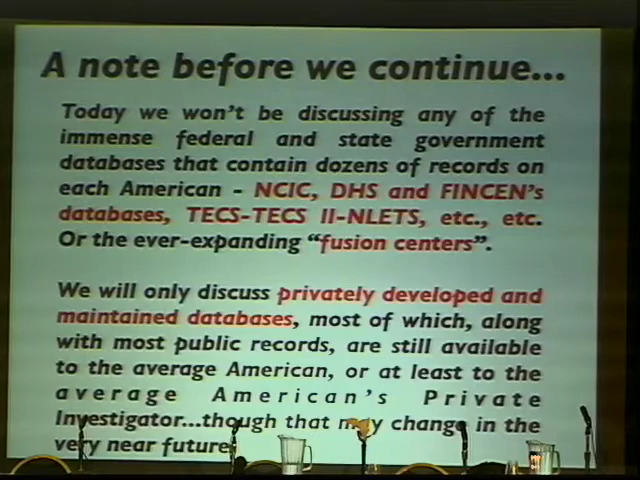 A note before we continue...
Today we won't be discussing any of the
immense federal and state government
databases that contain dozens of records on
each American - NCIC, DHS and FINCEN's
databases, TECS-TECS II-NLETS, etc., etc.
Or the ever-expanding "fusion centers".
We will only discuss privately developed and
maintained databases, most of which, along
with most public records, are still available
to the average American, or at least to the
average American's Private
Investigator...though that may change in the
very near future